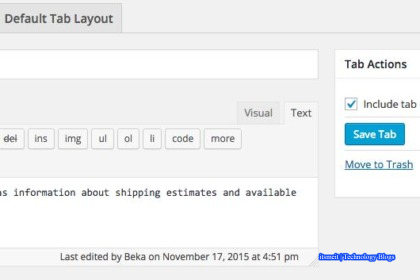 Default Tab Layout
Tab Actions
Visual Text
Include tab
del ins img ul ol li code more
Save Tab
Move to Trash
as information about shipping estimates and available
Last edited by Beka on November 17, 2015 at 4:51 pm
itsmeit's Technology Blogs